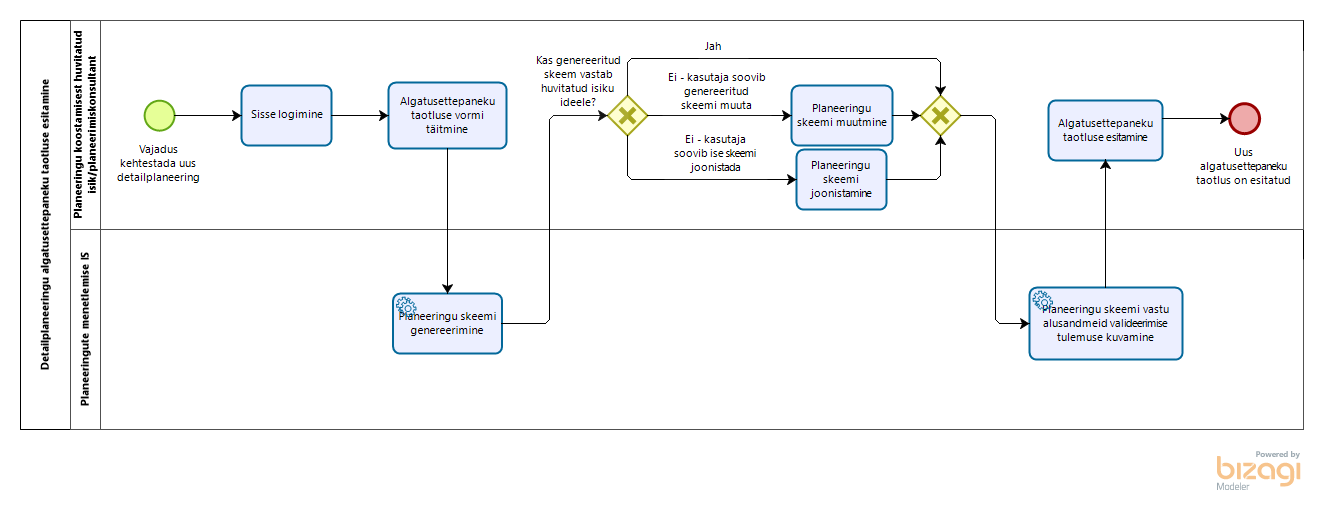 Detailplaneeringu algatusettepaneku taotluse esitamine
Planeeringu koostamisest huvitatud
isik/planeerimiskonsultant
Vajadus
kehtestada uus
detailplaneering
Sisse logimine
Algatusettepaneku
taotluse vormi
täitmine
Kas genereeritud
skeem vastab
huvitatud isiku
ideele?
Jah
Ei - kasutaja soovib
genereeritud
skeemi muuta
Ei - kasutaja
soovib ise skeemi
joonistada
Planeeringu
skeemi muutmine
Planeeringu
skeemi
joonistamine
Algatusettepaneku
taotluse esitamine
Uus
algatusettepaneku
taotlus on esitatud
Planeeringute menetlemise IS
Planeeringu skeemi
genereerimine
Planeeringu skeemi vastu
alusandmeid valideerimise
tulemuse kuvamine
Powered by
bizagi
Modeler